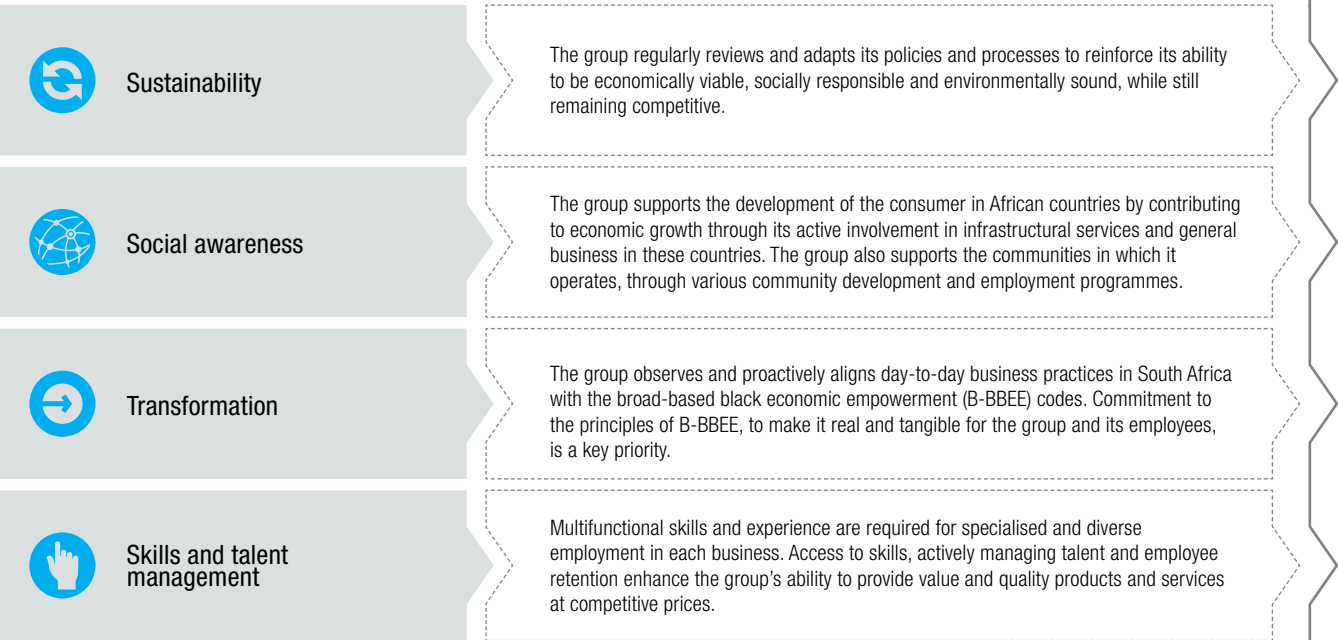 Sustainability
The group regularly reviews and adapts its policies and processes to reinforce its ability
to be economically viable, socially responsible and environmentally sound, while still
remaining competitive.
Social awareness
The group supports the development of the consumer in African countries by contributing
to economic growth through its active involvement in infrastructural services and general
business in these countries. The group also supports the communities in which it
operates, through various community development and employment programmes.
Transformation
The group observes and proactively aligns day-to-day business practices in South Africa
with the broad-based black economic empowerment (B-BBEE) codes. Commitment to
the principles of B-BBEE, to make it real and tangible for the group and its employees,
is a key priority.
Skills and talent
management
Multifunctional skills and experience are required for specialised and diverse
employment in each business. Access to skills, actively managing talent and employee
retention enhance the group’s ability to provide value and quality products and services
at competitive prices.